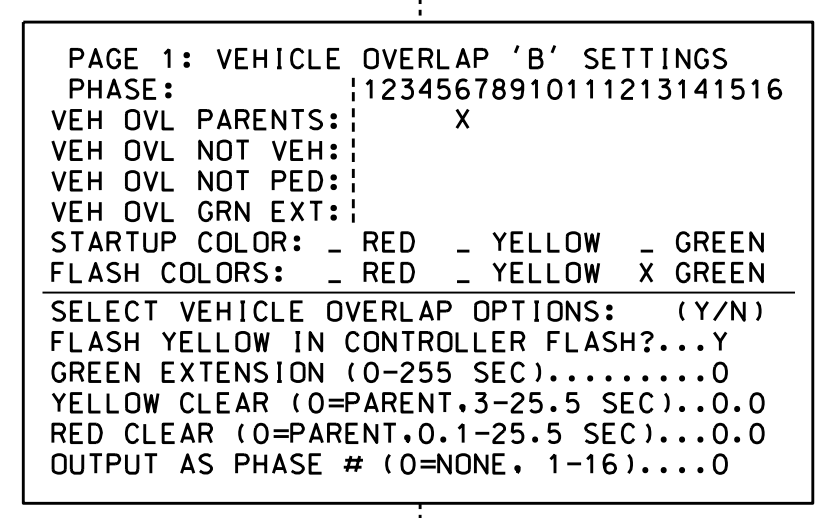 PAGE 1: VEHICLE OVERLAP 'B' SETTINGS
PHASE: ¦12345678910111213141516
VEH OVL PARENTS:¦ X
VEH OVL NOT VEH:¦
VEH OVL NOT PED:¦
VEH OVL GRN EXT:¦
STARTUP COLOR: _ RED _ YELLOW _ GREEN
FLASH COLORS: _ RED _ YELLOW X GREEN
SELECT VEHICLE OVERLAP OPTIONS: (Y/N)
FLASH YELLOW IN CONTROLLER FLASH?...Y
GREEN EXTENSION (0-255 SEC).........0
YELLOW CLEAR (0=PARENT,3-25.5 SEC)..0.0
RED CLEAR (0=PARENT,0.1-25.5 SEC)...0.0
OUTPUT AS PHASE # (0=NONE, 1-16)....0